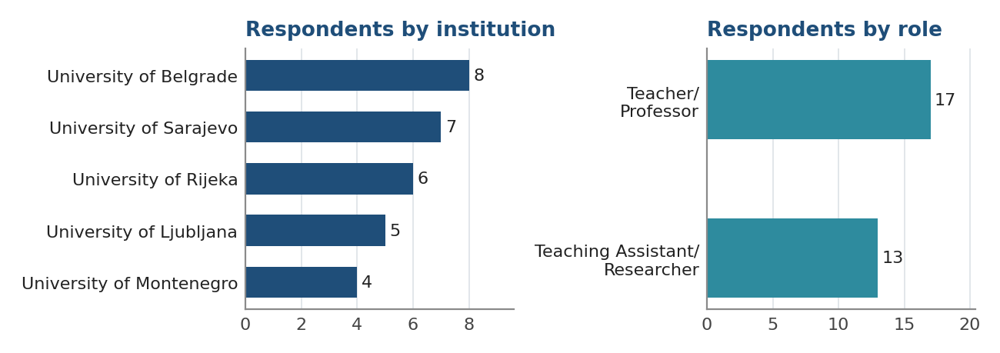 Respondents by institution
University of Belgrade
8
University of Sarajevo
7
University of Rijeka
6
University of Ljubljana
5
University of Montenegro
4
0 2 4 6 8
Respondents by role
Teacher/
Professor
17
Teaching Assistant/
Researcher
13
0 5 10 15 20